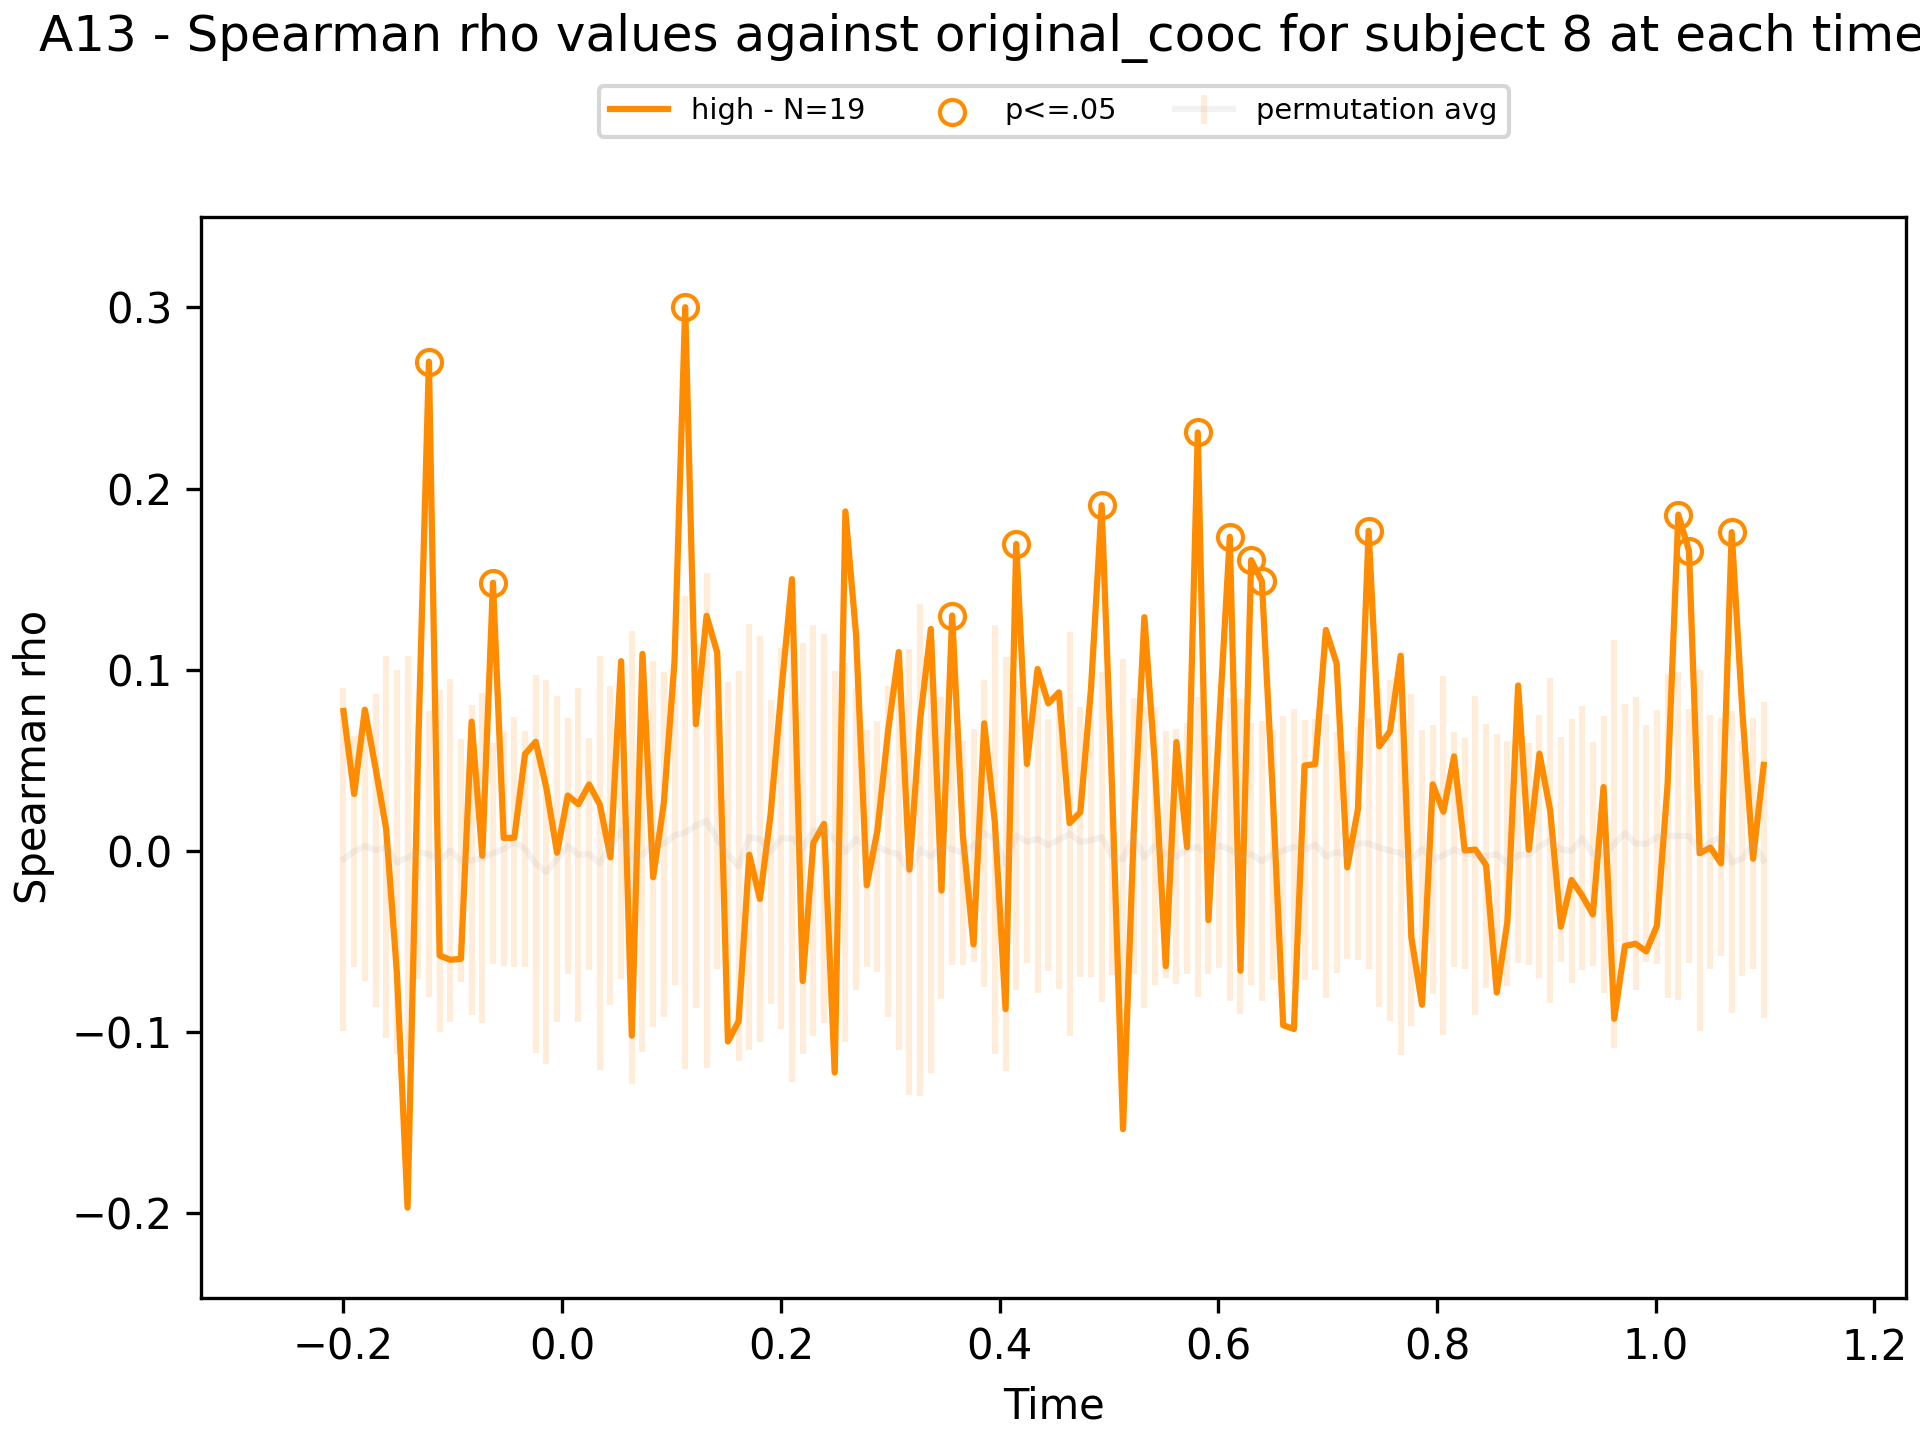 A13 - Spearman rho values against original_cooc for subject 8 at each time
high - N=19 p<=.05 permutation avg
Spearman rho
0.3
0.2
0.1
0.0
−0.1
−0.2
−0.2 0.0 0.2 0.4 0.6 0.8 1.0 1.2
Time